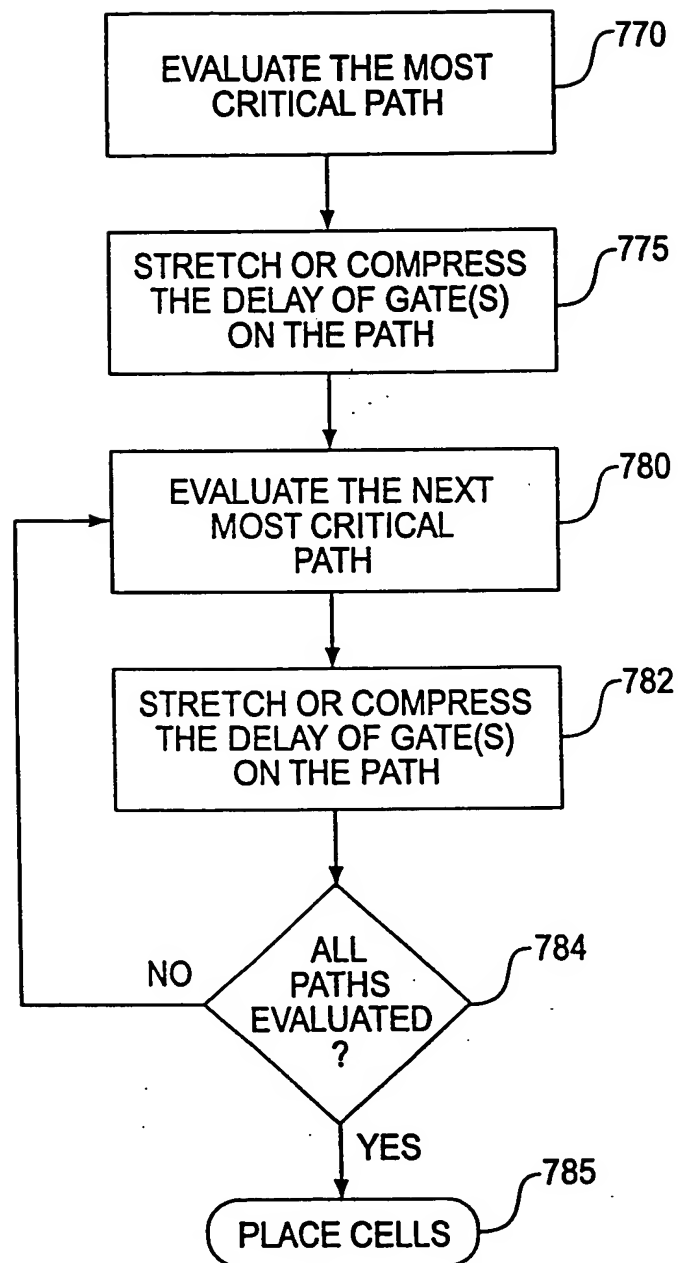 770
EVALUATE THE MOST
CRITICAL PATH
775
STRETCH OR COMPRESS
THE DELAY OF GATE(S)
ON THE PATH
780
EVALUATE THE NEXT
MOST CRITICAL
PATH
782
STRETCH OR COMPRESS
THE DELAY OF GATE(S)
ON THE PATH
784
ALL
PATHS
EVALUATED
?
NO
YES
785
PLACE CELLS